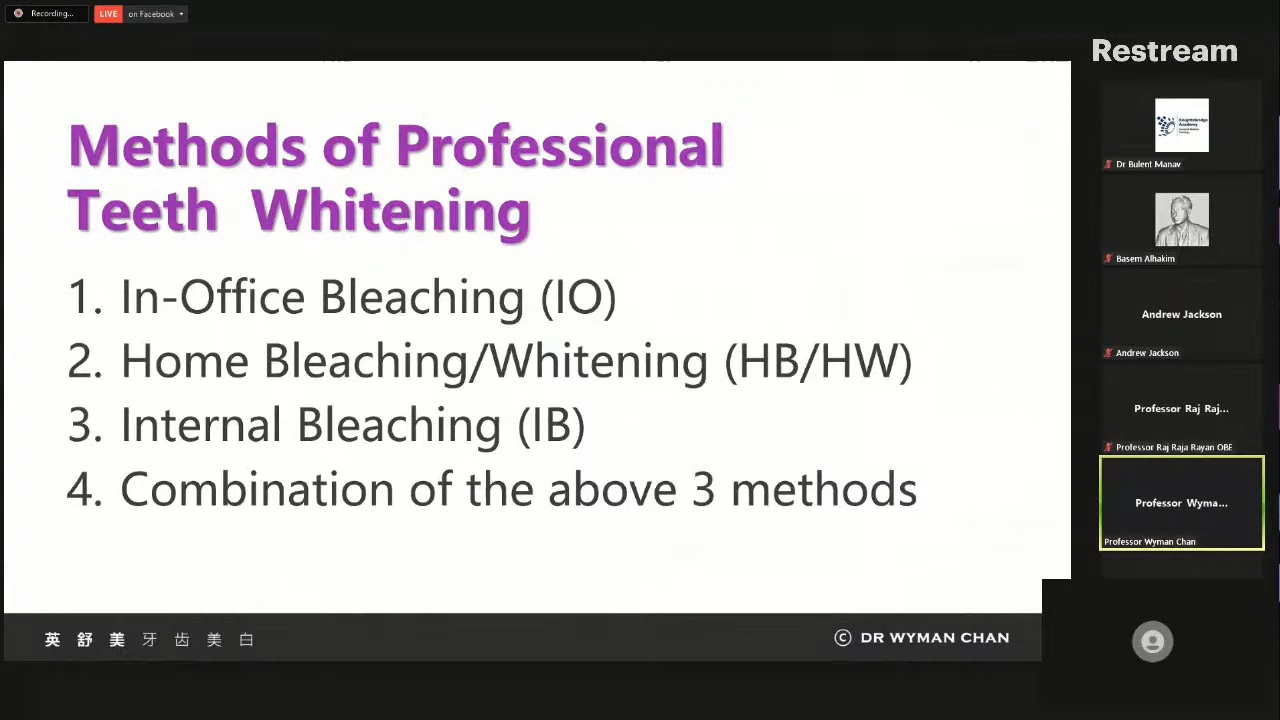 Recording...
LIVE on Facebook
Restream
Methods of Professional
Teeth Whitening
1. In-Office Bleaching (IO)
2. Home Bleaching/Whitening (HB/HW)
3. Internal Bleaching (IB)
4. Combination of the above 3 methods
英舒美牙齿美白
© DR WYMAN CHAN
Knightsbridge
Academy
Dr Bulent Manav
Basem Alhakim
Andrew Jackson
Andrew Jackson
Professor Raj Raj...
Professor Raj Raja Rayan OBE
Professor Wyma...
Professor Wyman Chan